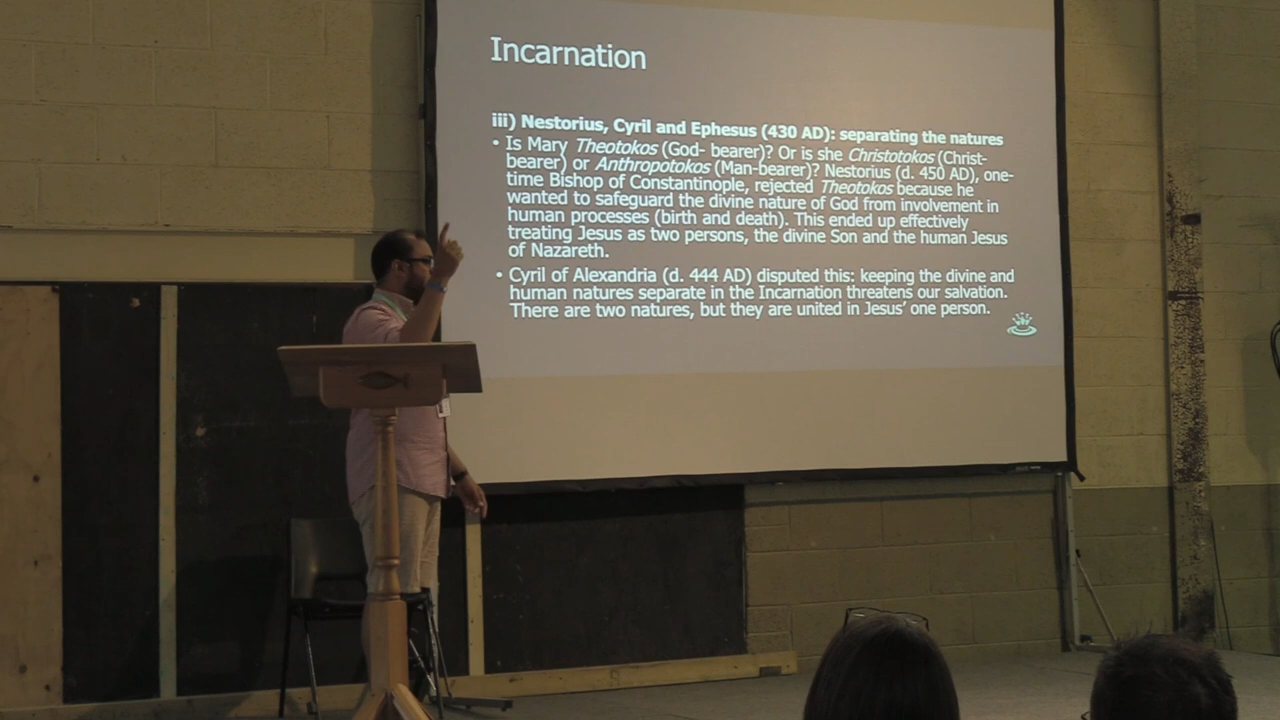 Incarnation
iii) Nestorius, Cyril and Ephesus (430 AD): separating the natures
• Is Mary Theotokos (God- bearer)? Or is she Christotokos (Christ-
bearer) or Anthropotokos (Man-bearer)? Nestorius (d. 450 AD), one-
time Bishop of Constantinople, rejected Theotokos because he
wanted to safeguard the divine nature of God from involvement in
human processes (birth and death). This ended up effectively
treating Jesus as two persons, the divine Son and the human Jesus
of Nazareth.
• Cyril of Alexandria (d. 444 AD) disputed this: keeping the divine and
human natures separate in the Incarnation threatens our salvation.
There are two natures, but they are united in Jesus' one person.